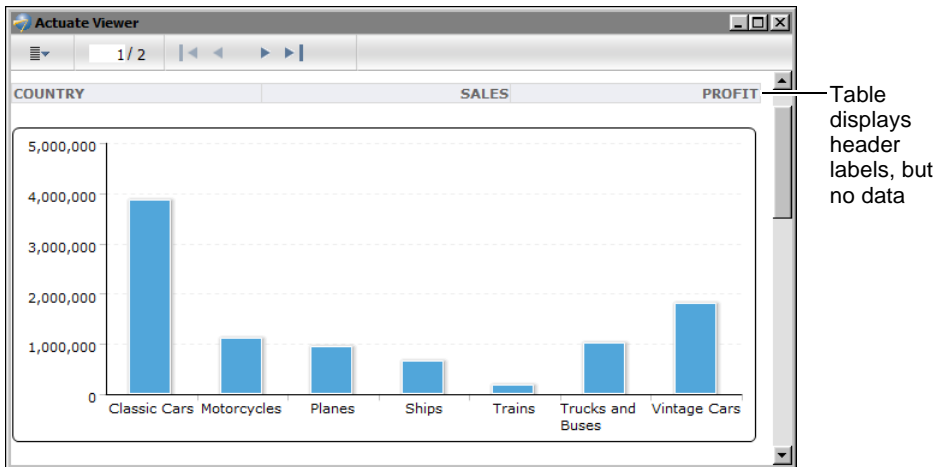 Actuate Viewer
1/ 2
COUNTRY SALES PROFIT
Table
displays
header
labels, but
no data
5,000,000
4,000,000
3,000,000
2,000,000
1,000,000
0
Classic Cars Motorcycles Planes Ships Trains Trucks and Vintage Cars
Buses